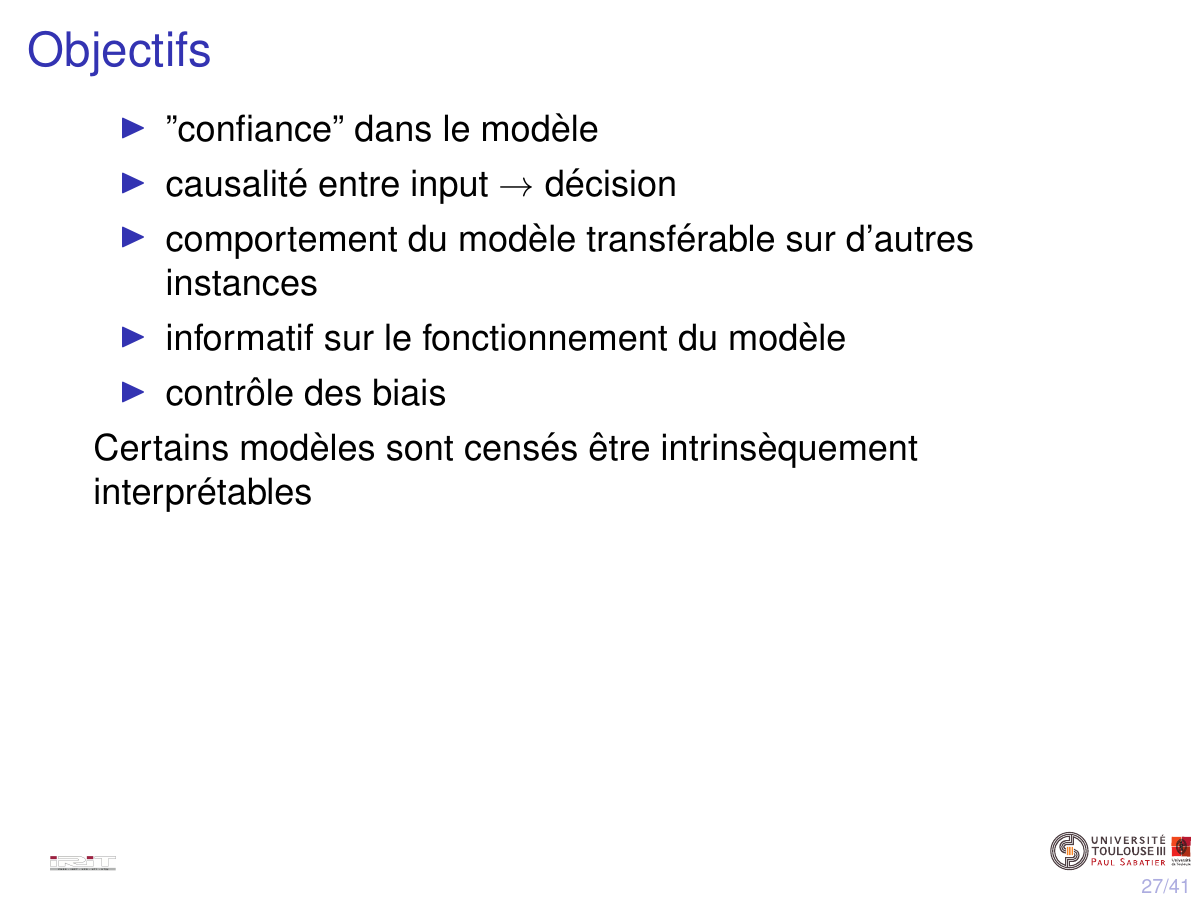 Objectifs
”confiance” dans le modèle
causalité entre input → décision
comportement du modèle transférable sur d’autres
instances
informatif sur le fonctionnement du modèle
contrôle des biais
Certains modèles sont censés être intrinsèquement
interprétables
IRIT
UNIVERSITÉ
TOULOUSE III
PAUL SABATIER
27/41